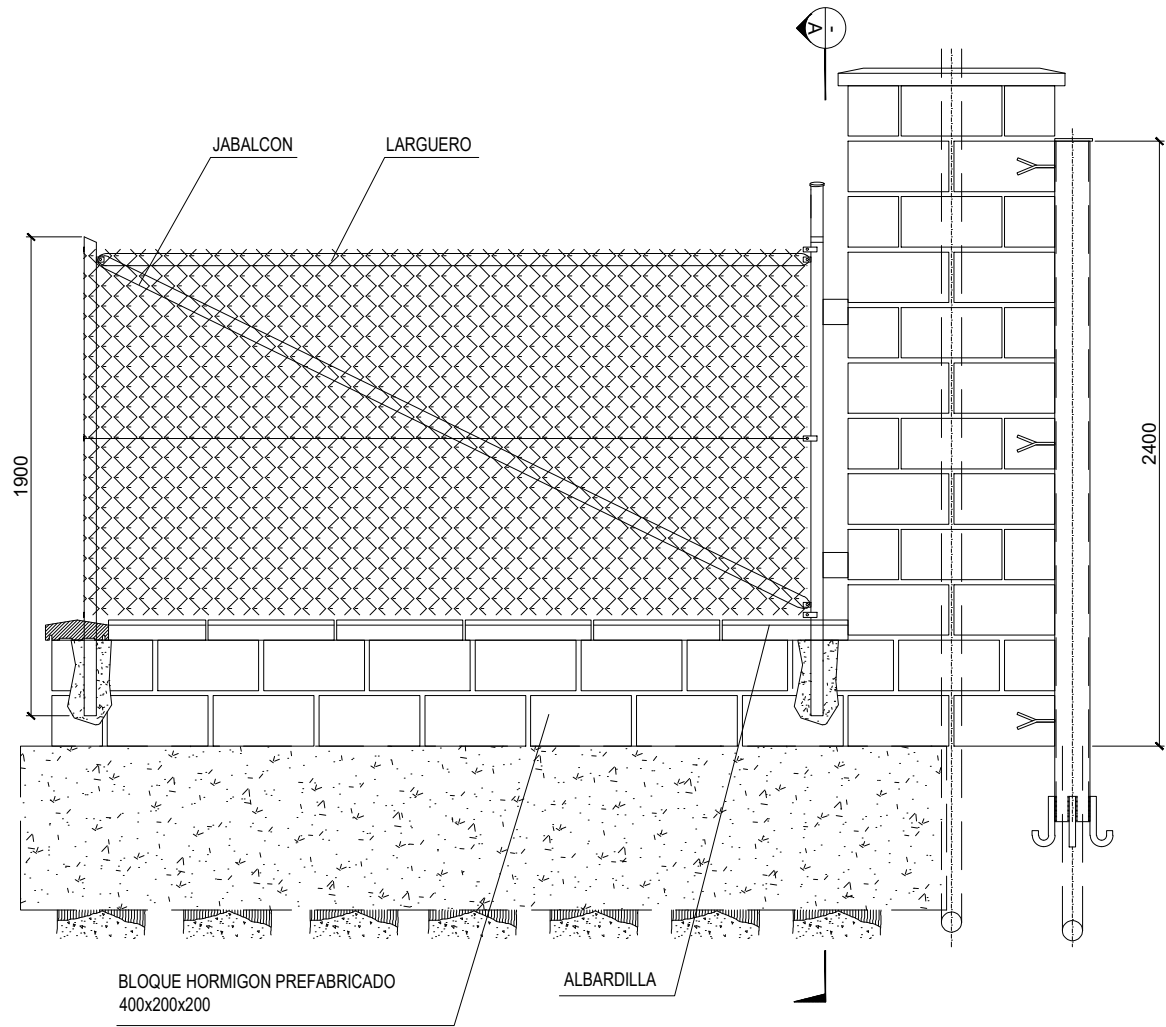 A
-
JABALCON
LARGUERO
1900
2400
BLOQUE HORMIGON PREFABRICADO
400x200x200
ALBARDILLA